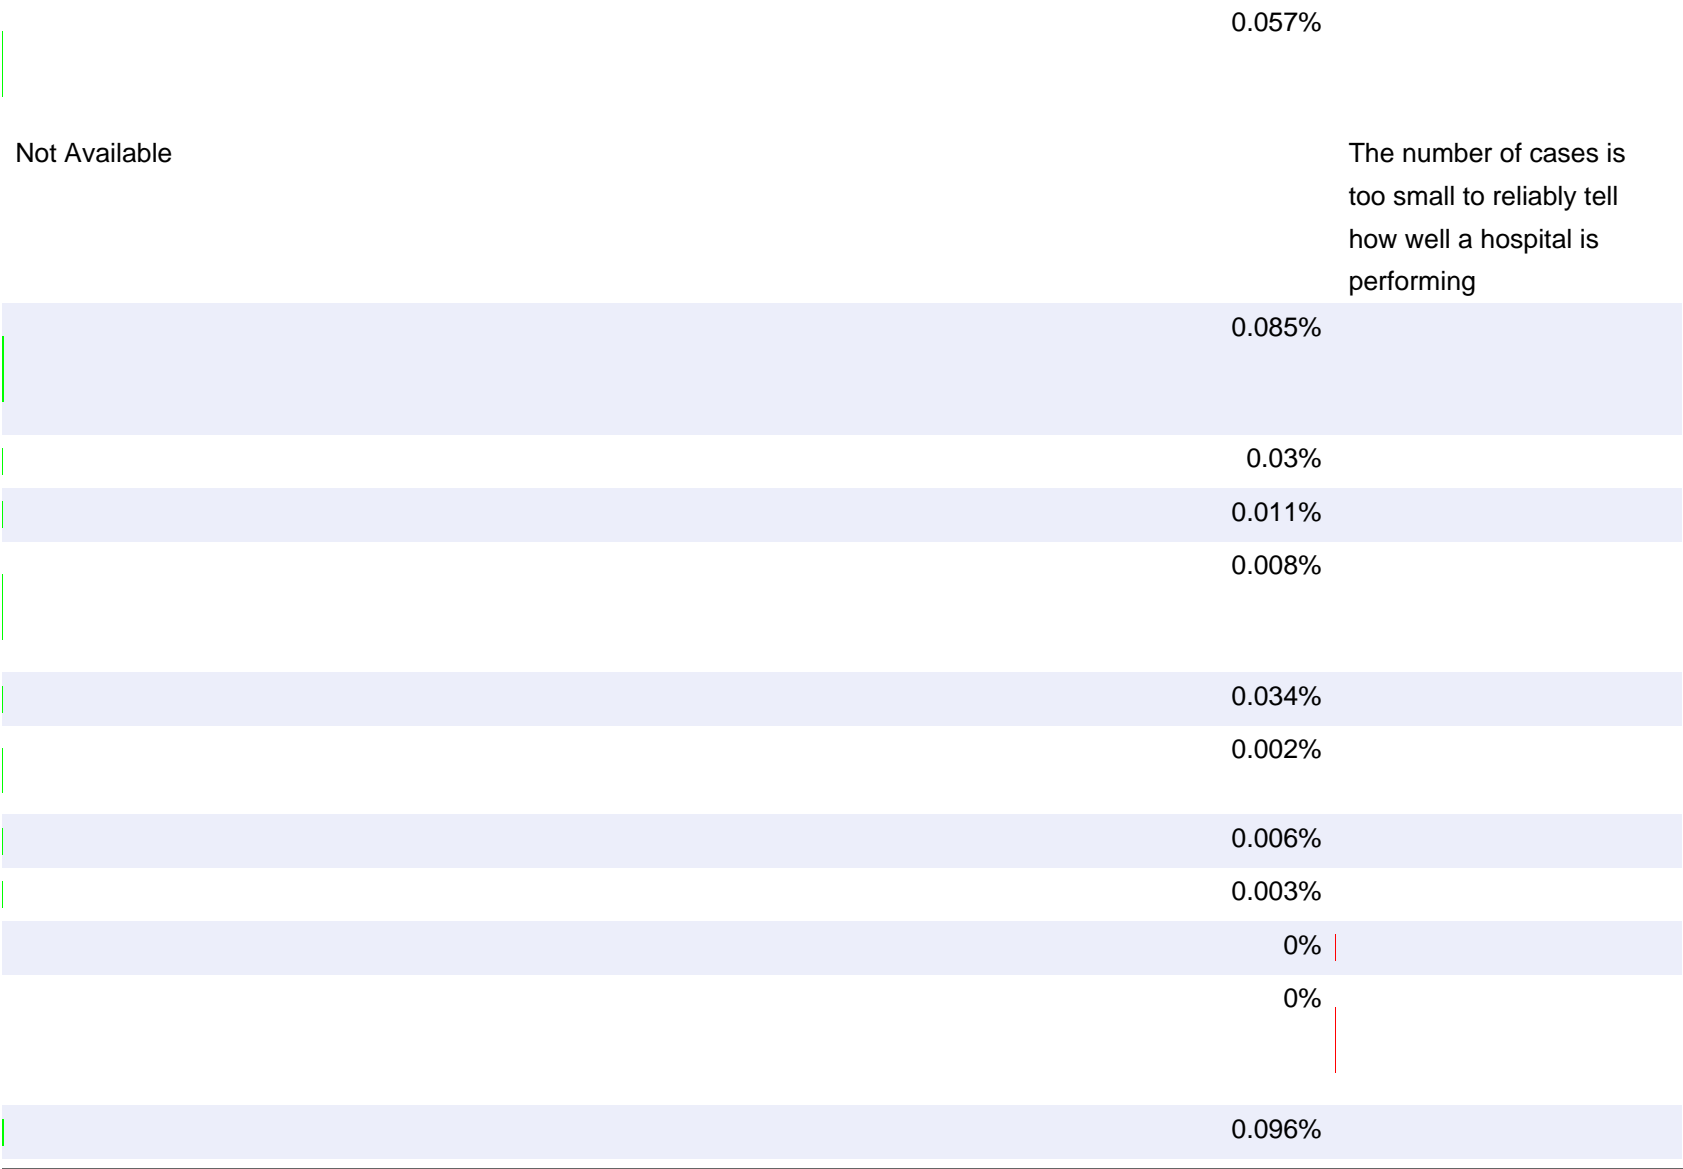 0.057%
Not Available
The number of cases is
too small to reliably tell
how well a hospital is
performing
0.085%
0.03%
0.011%
0.008%
0.034%
0.002%
0.006%
0.003%
0%
0%
0.096%